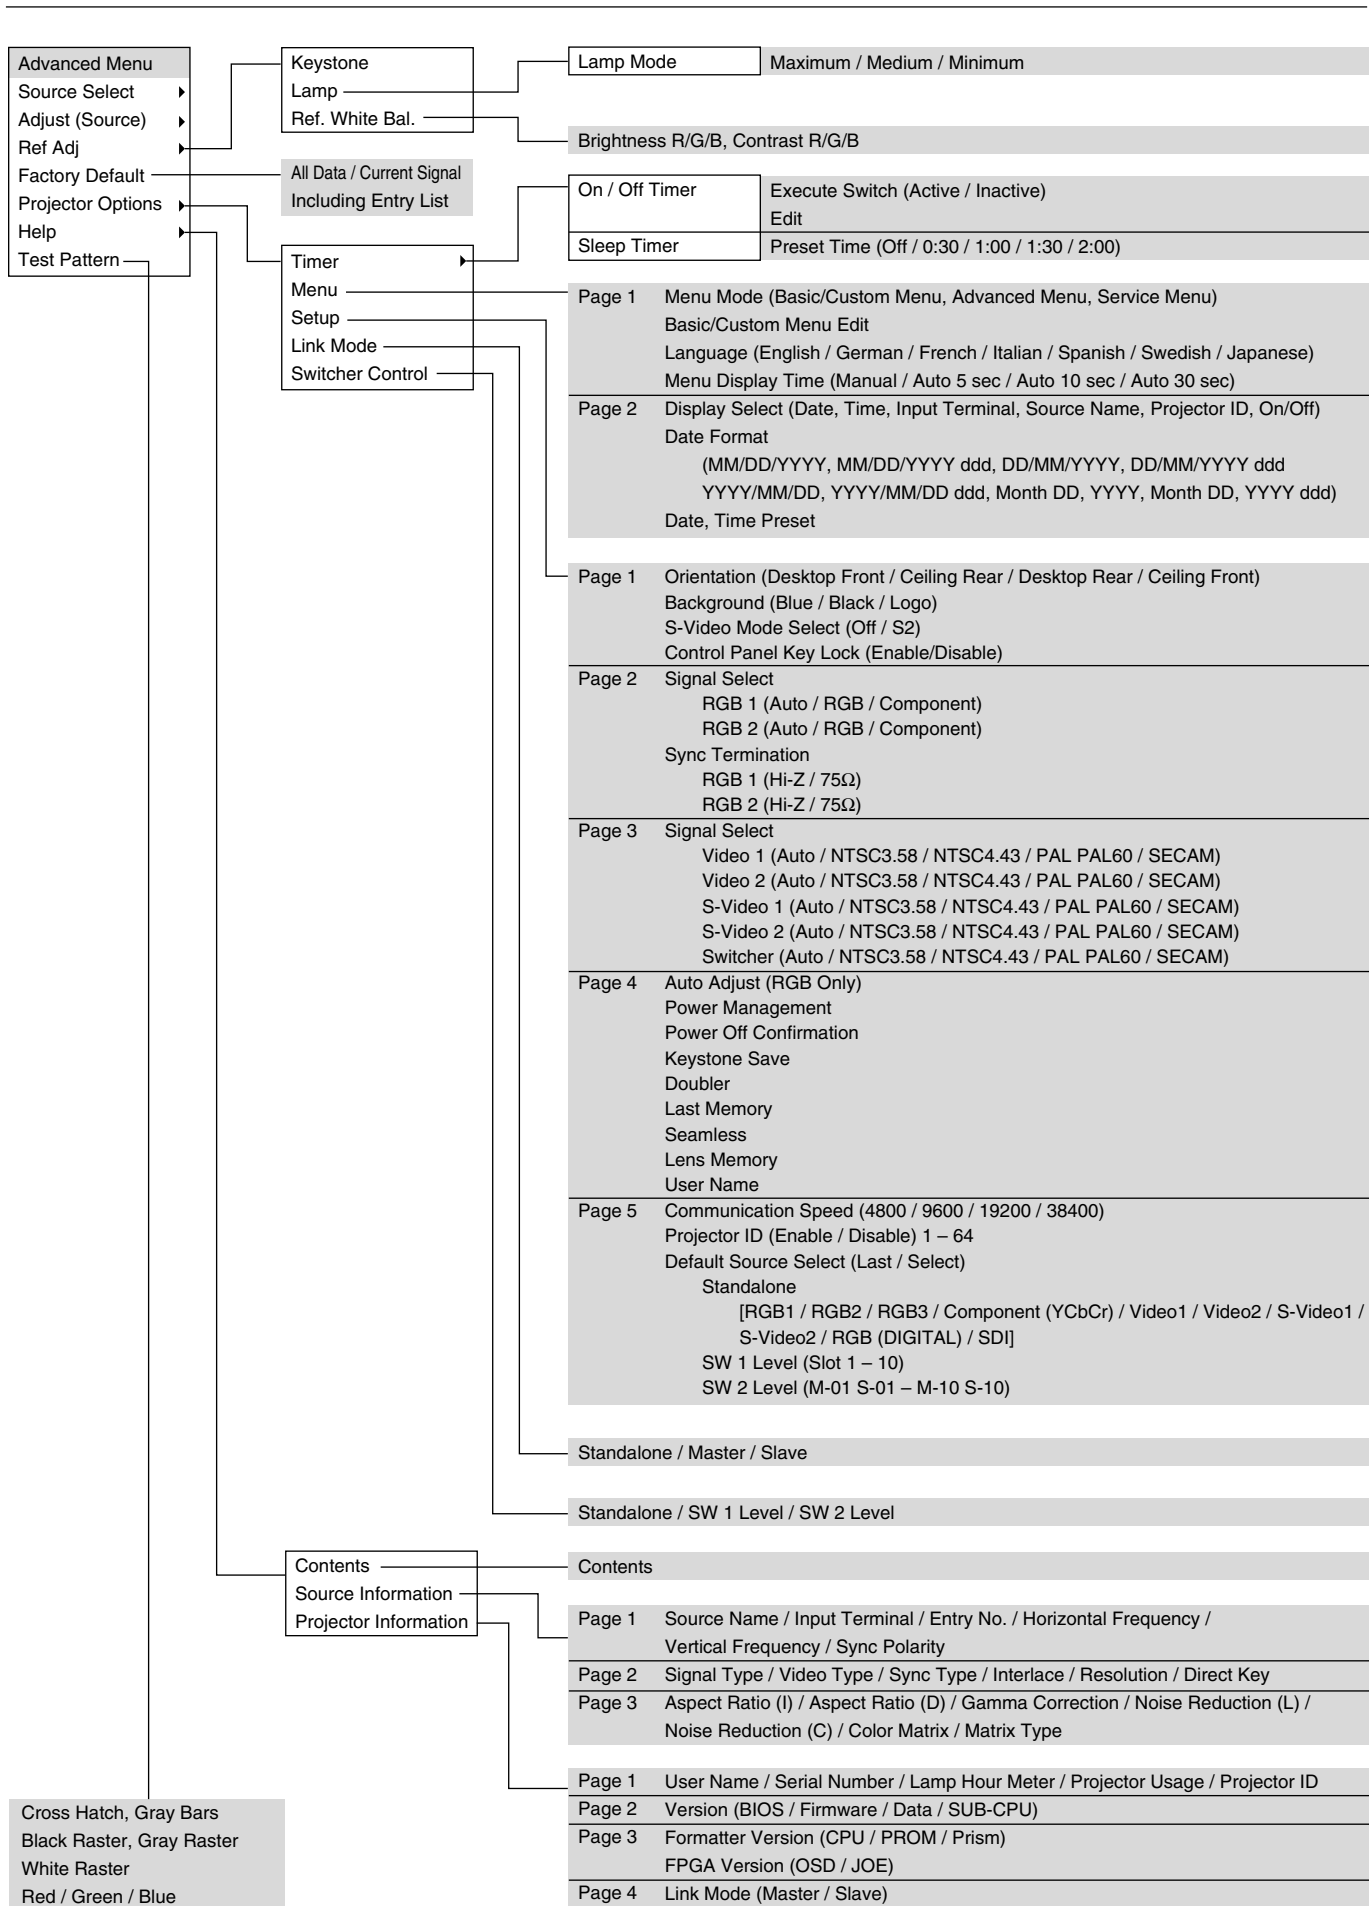 Advanced Menu
Source Select
Adjust (Source)
Ref Adj
Factory Default
Projector Options
Help
Test Pattern
Keystone
Lamp
Ref. White Bal.
Lamp Mode Maximum / Medium / Minimum
Brightness R/G/B, Contrast R/G/B
All Data / Current Signal
Including Entry List
Timer
Menu
Setup
Link Mode
Switcher Control
On / Off Timer Execute Switch (Active / Inactive)
Edit
Sleep Timer Preset Time (Off / 0:30 / 1:00 / 1:30 / 2:00)
Page 1 Menu Mode (Basic/Custom Menu, Advanced Menu, Service Menu)
Basic/Custom Menu Edit
Language (English / German / French / Italian / Spanish / Swedish / Japanese)
Menu Display Time (Manual / Auto 5 sec / Auto 10 sec / Auto 30 sec)
Page 2 Display Select (Date, Time, Input Terminal, Source Name, Projector ID, On/Off)
Date Format
(MM/DD/YYYY, MM/DD/YYYY ddd, DD/MM/YYYY, DD/MM/YYYY ddd
YYYY/MM/DD, YYYY/MM/DD ddd, Month DD, YYYY, Month DD, YYYY ddd)
Date, Time Preset
Page 1 Orientation (Desktop Front / Ceiling Rear / Desktop Rear / Ceiling Front)
Background (Blue / Black / Logo)
S-Video Mode Select (Off / S2)
Control Panel Key Lock (Enable/Disable)
Page 2 Signal Select
RGB 1 (Auto / RGB / Component)
RGB 2 (Auto / RGB / Component)
Sync Termination
RGB 1 (Hi-Z / 75Ω)
RGB 2 (Hi-Z / 75Ω)
Page 3 Signal Select
Video 1 (Auto / NTSC3.58 / NTSC4.43 / PAL PAL60 / SECAM)
Video 2 (Auto / NTSC3.58 / NTSC4.43 / PAL PAL60 / SECAM)
S-Video 1 (Auto / NTSC3.58 / NTSC4.43 / PAL PAL60 / SECAM)
S-Video 2 (Auto / NTSC3.58 / NTSC4.43 / PAL PAL60 / SECAM)
Switcher (Auto / NTSC3.58 / NTSC4.43 / PAL PAL60 / SECAM)
Page 4 Auto Adjust (RGB Only)
Power Management
Power Off Confirmation
Keystone Save
Doubler
Last Memory
Seamless
Lens Memory
User Name
Page 5 Communication Speed (4800 / 9600 / 19200 / 38400)
Projector ID (Enable / Disable) 1 – 64
Default Source Select (Last / Select)
Standalone
[RGB1 / RGB2 / RGB3 / Component (YCbCr) / Video1 / Video2 / S-Video1 /
S-Video2 / RGB (DIGITAL) / SDI]
SW 1 Level (Slot 1 – 10)
SW 2 Level (M-01 S-01 – M-10 S-10)
Standalone / Master / Slave
Standalone / SW 1 Level / SW 2 Level
Contents
Source Information
Projector Information
Contents
Page 1 Source Name / Input Terminal / Entry No. / Horizontal Frequency /
Vertical Frequency / Sync Polarity
Page 2 Signal Type / Video Type / Sync Type / Interlace / Resolution / Direct Key
Page 3 Aspect Ratio (I) / Aspect Ratio (D) / Gamma Correction / Noise Reduction (L) /
Noise Reduction (C) / Color Matrix / Matrix Type
Page 1 User Name / Serial Number / Lamp Hour Meter / Projector Usage / Projector ID
Page 2 Version (BIOS / Firmware / Data / SUB-CPU)
Page 3 Formatter Version (CPU / PROM / Prism)
FPGA Version (OSD / JOE)
Page 4 Link Mode (Master / Slave)
Cross Hatch, Gray Bars
Black Raster, Gray Raster
White Raster
Red / Green / Blue